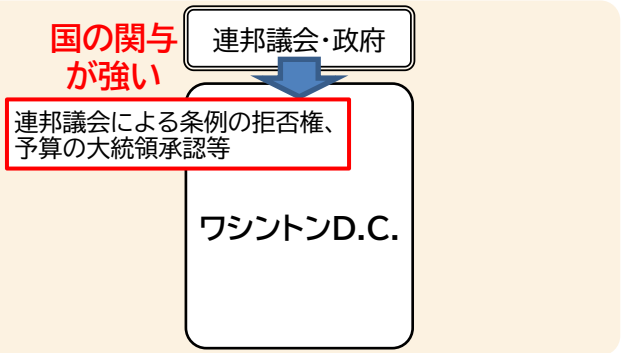 国の関与
が強い
連邦議会・政府
連邦議会による条例の拒否権、
予算の大統領承認等
ワシントンD.C.